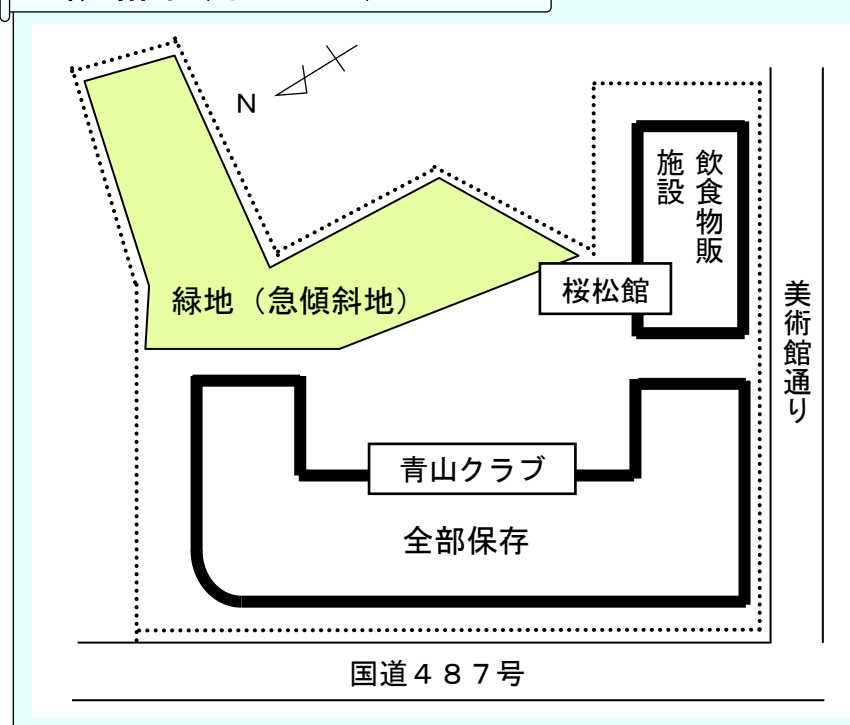 N
飲食物販
施設
桜松館
緑地（急傾斜地）
美術館通り
青山クラブ
全部保存
国道４８７号